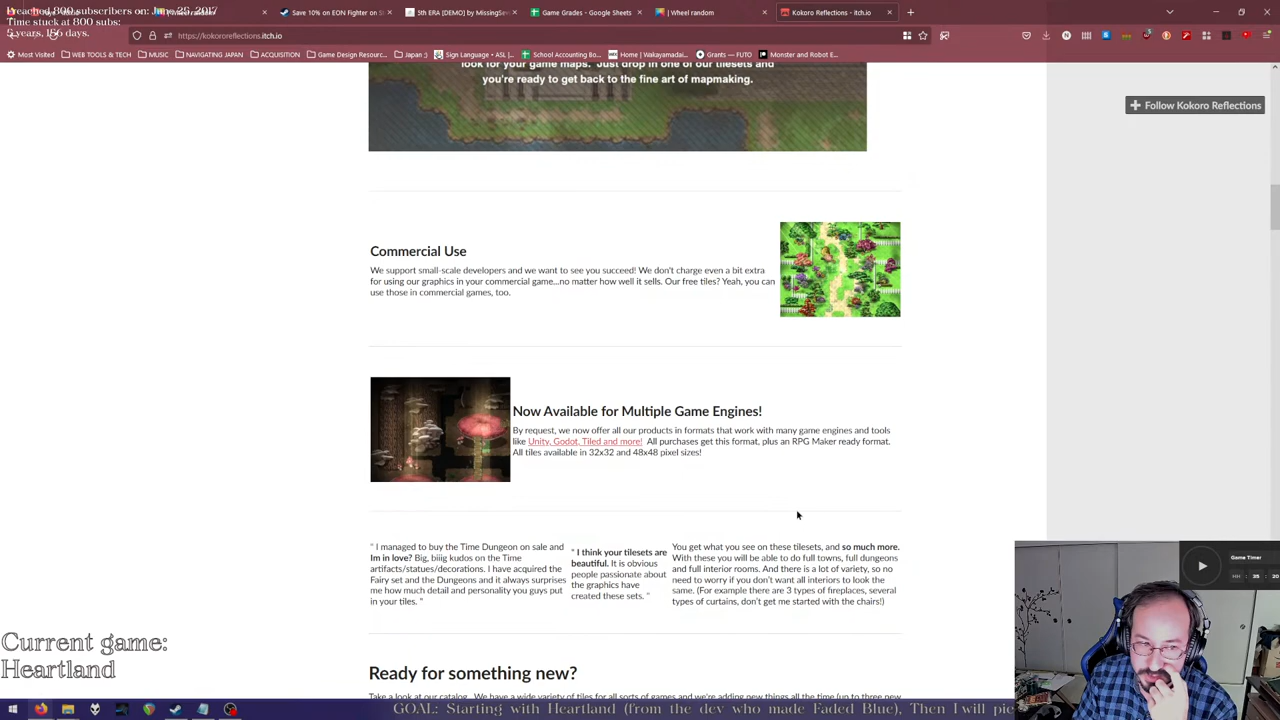 Reached 800 subscribers on: June 25, 2017
Time stuck at 800 subs:
5 years, 186 days.
Wheel random
Save 10% on EON Fighter on S
5th ERA [DEMO] by MissingSe
Game Grades - Google Sheets
Wheel random
Kokoro Reflections - itch.io
https://kokororeflections.itch.io
Most Visited
WEB TOOLS & TECH
MUSIC
NAVIGATING JAPAN
ACQUISITION
Game Design Resourc...
Japan ;)
Sign Language • ASL |...
School Accounting Bo...
Home | Wakayamadai...
Grants — FUTO
Monster and Robot E...
look for your game maps. Just drop in one of our tilesets and
you're ready to get back to the fine art of mapmaking.
Follow Kokoro Reflections
Commercial Use
We support small-scale developers and we want to see you succeed! We don't charge even a bit extra
for using our graphics in your commercial game...no matter how well it sells. Our free tiles? Yeah, you can
use those in commercial games, too.
Now Available for Multiple Game Engines!
By request, we now offer all our products in formats that work with many game engines and tools
like Unity, Godot, Tiled and more! All purchases get this format, plus an RPG Maker ready format.
All tiles available in 32x32 and 48x48 pixel sizes!
" I managed to buy the Time Dungeon on sale and
Im in love? Big, biiig kudos on the Time
artifacts/statues/decorations. I have acquired the
Fairy set and the Dungeons and it always surprises
me how much detail and personality you guys put
in your tiles. "
" I think your tilesets are
beautiful. It is obvious
people passionate about
the graphics have
created these sets. "
You get what you see on these tilesets, and so much more.
With these you will be able to do full towns, full dungeons
and full interior rooms. And there is a lot of variety, so no
need to worry if you don't want all interiors to look the
same. (For example there are 3 types of fireplaces, several
types of curtains, don't get me started with the chairs!)
Game Timer
35 : 20
Current game:
Heartland
Ready for something new?
Take a look at our catalog. We have a wide variety of tiles for all sorts of games and we're adding new things all the time (up to three new
GOAL: Starting with Heartland (from the dev who made Faded Blue), Then I will pic